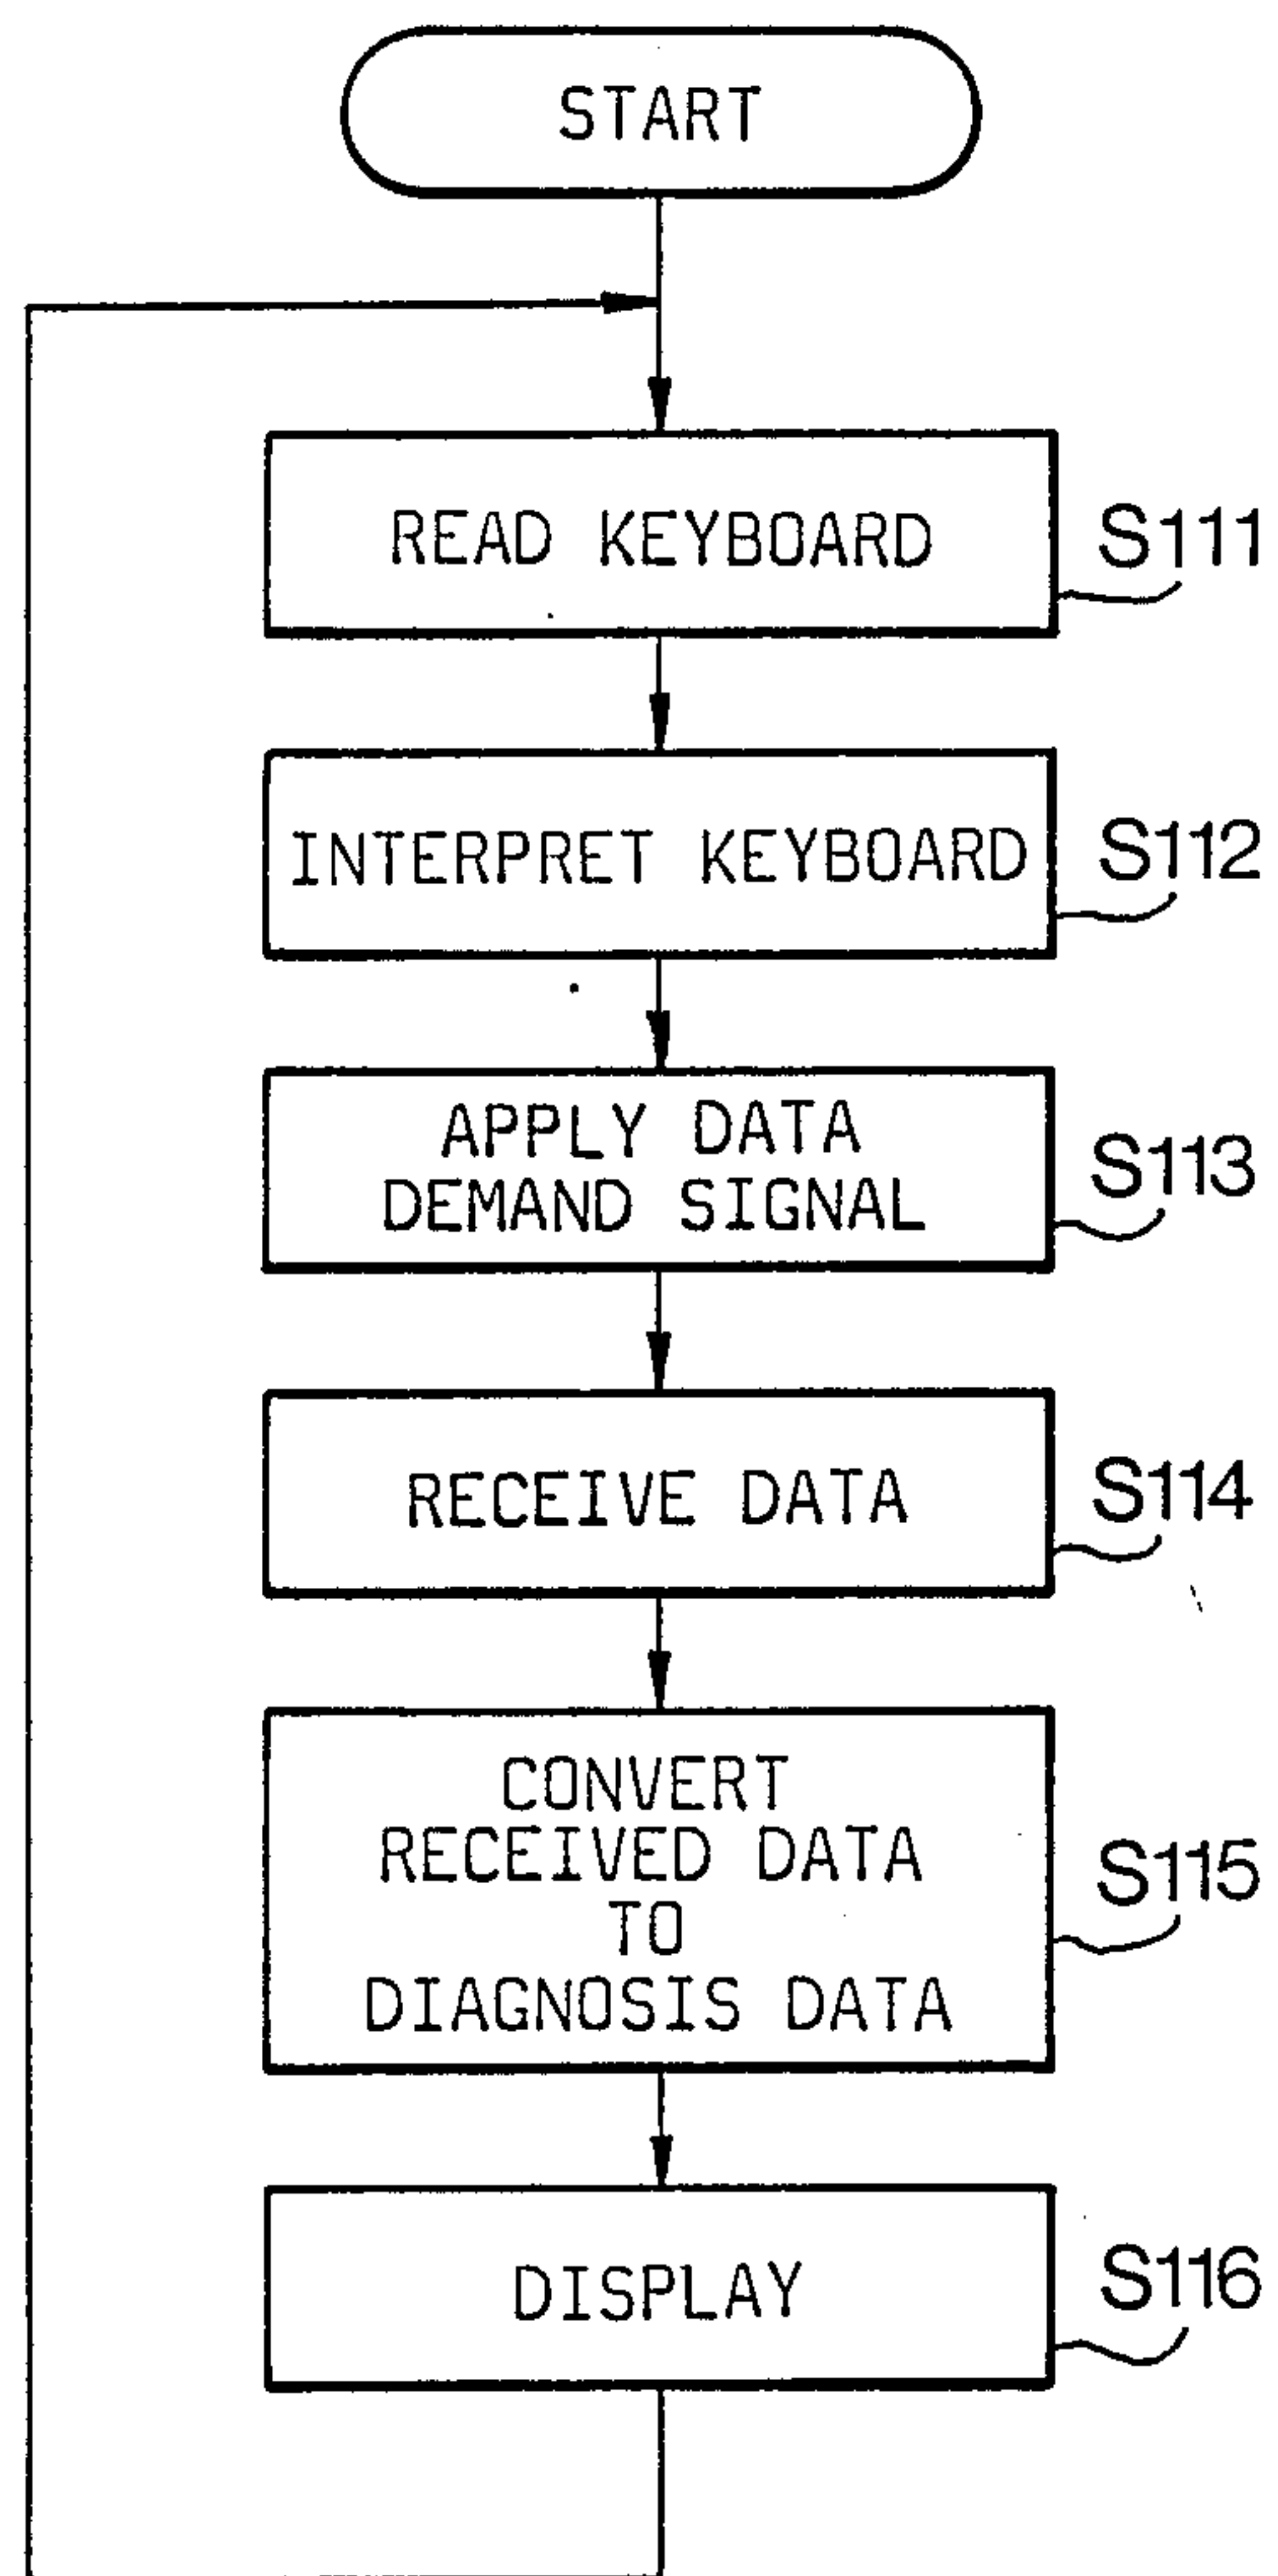 START
READ KEYBOARD
S111
INTERPRET KEYBOARD
S112
APPLY DATA
DEMAND SIGNAL
S113
RECEIVE DATA
S114
CONVERT
RECEIVED DATA
TO
DIAGNOSIS DATA
S115
DISPLAY
S116